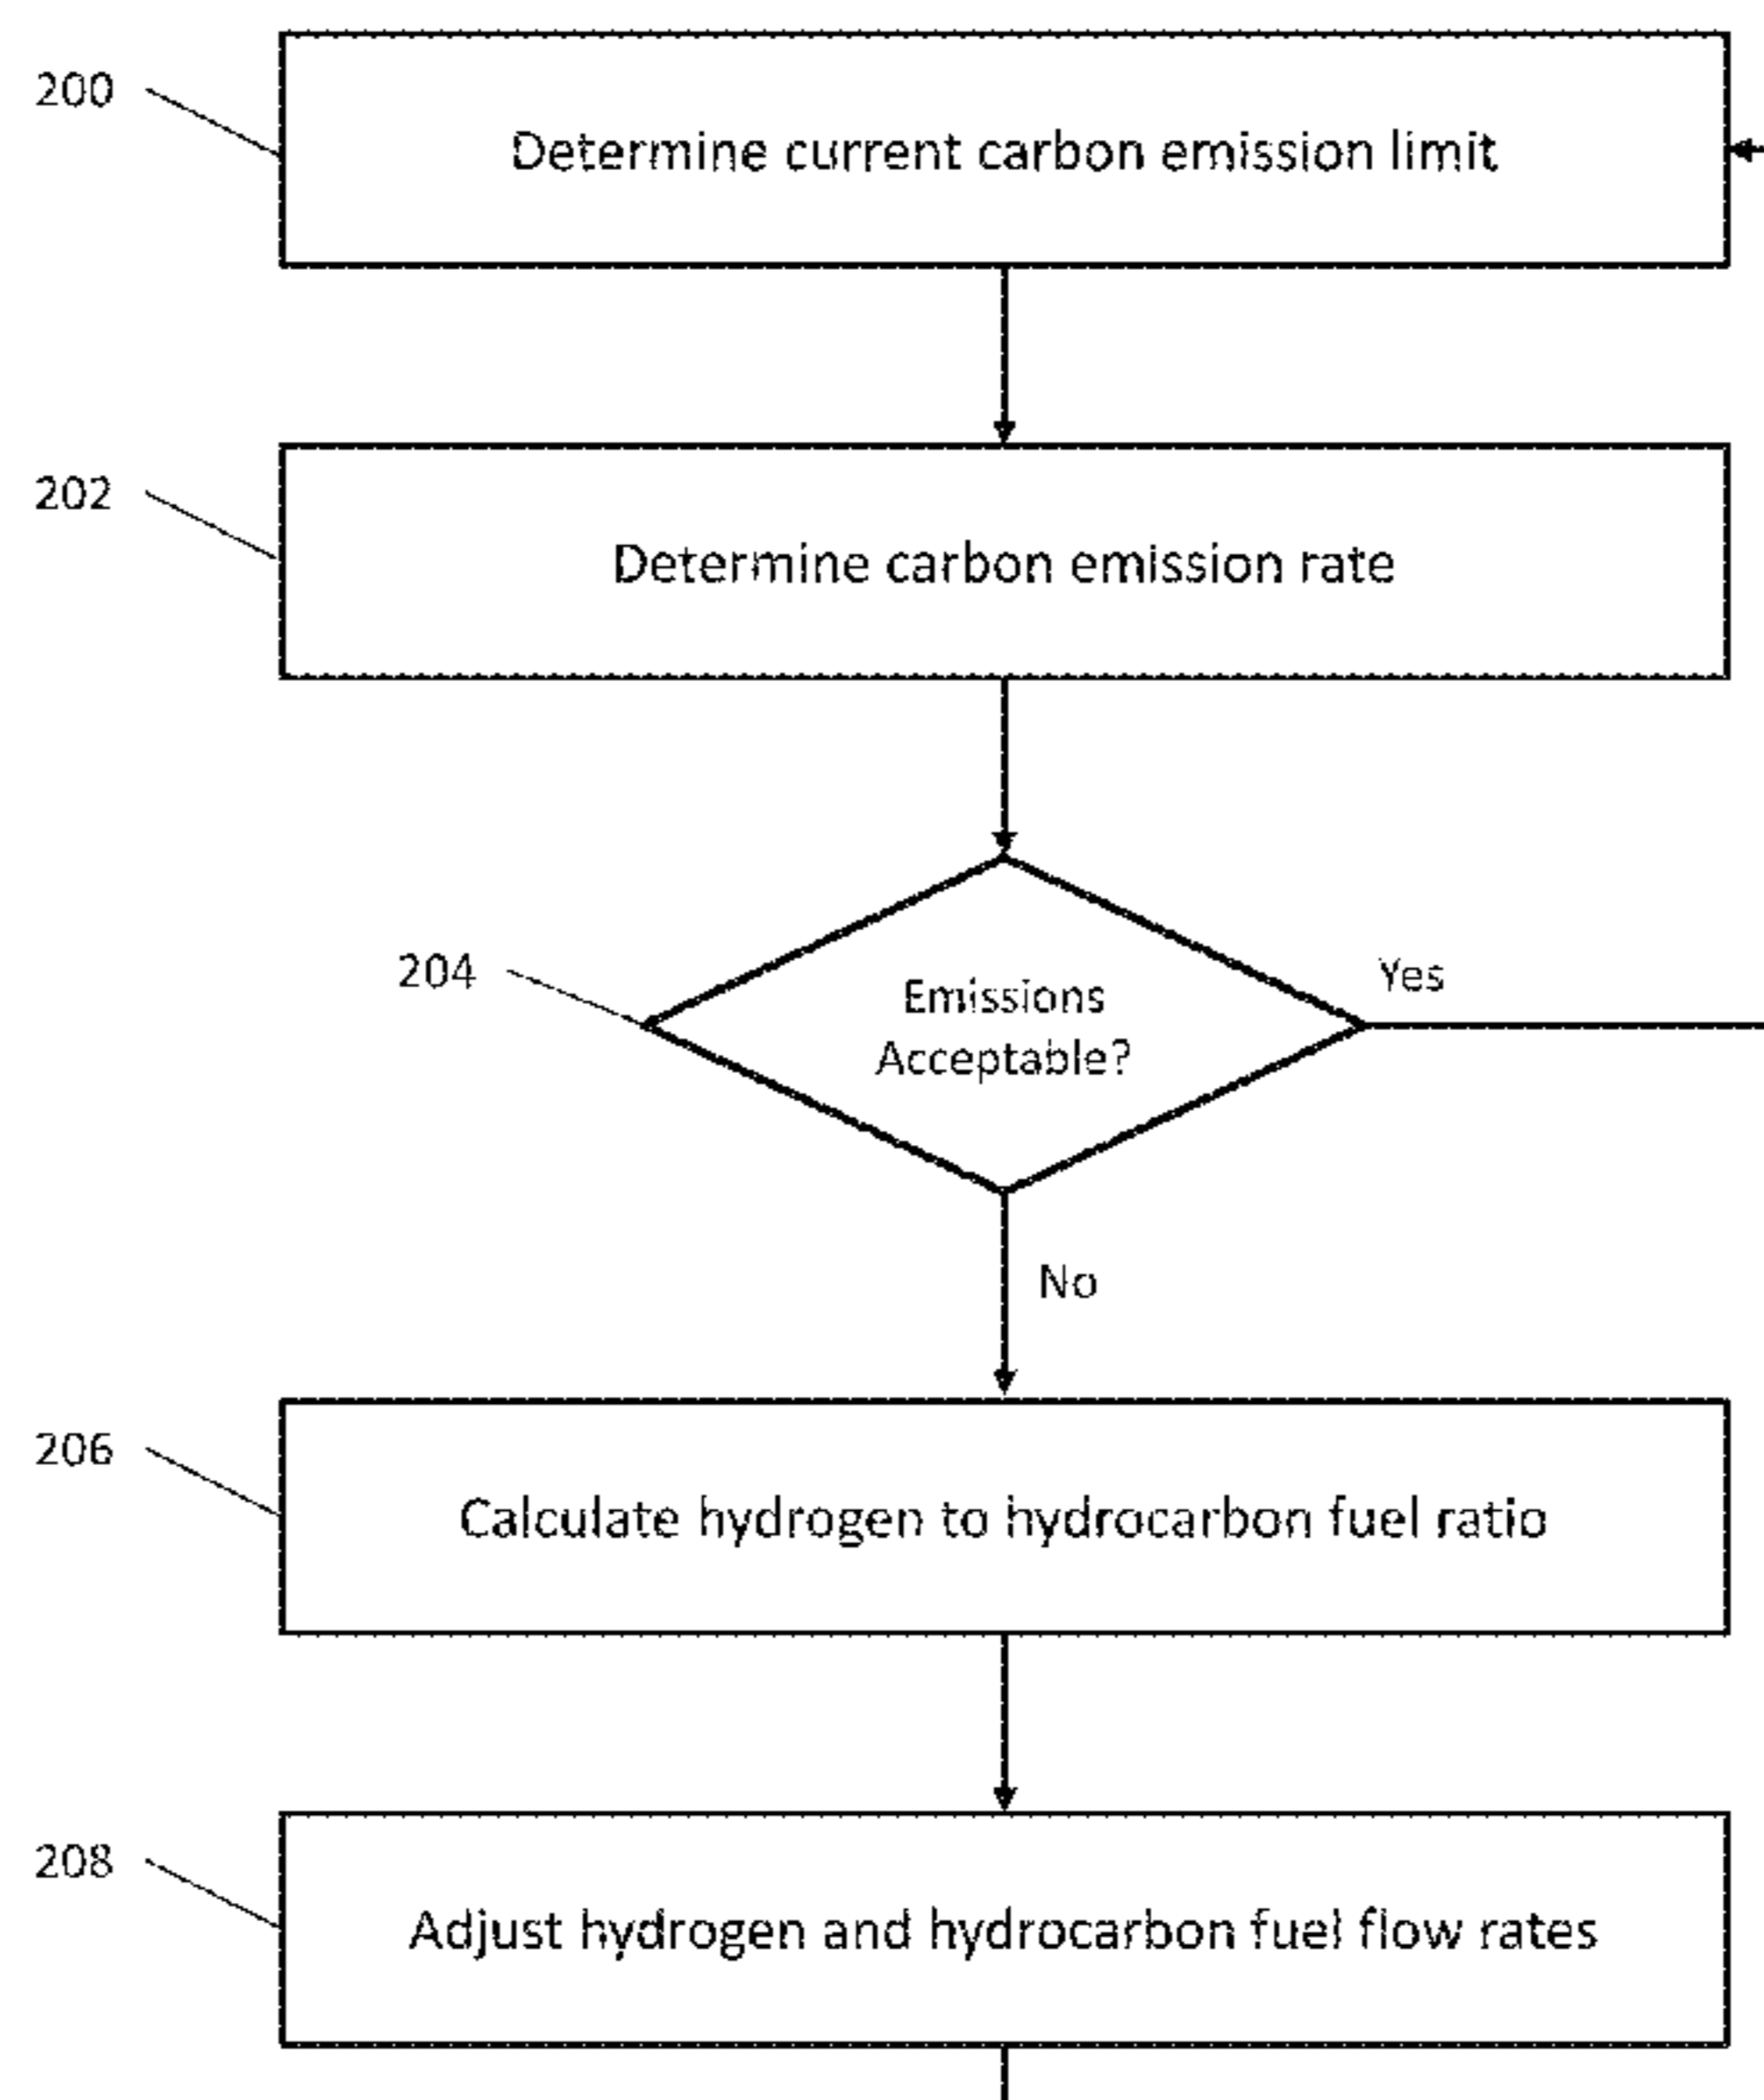 200
Determine current carbon emission limit
202
Determine carbon emission rate
204
Emissions
Acceptable?
Yes
No
206
Calculate hydrogen to hydrocarbon fuel ratio
208
Adjust hydrogen and hydrocarbon fuel flow rates